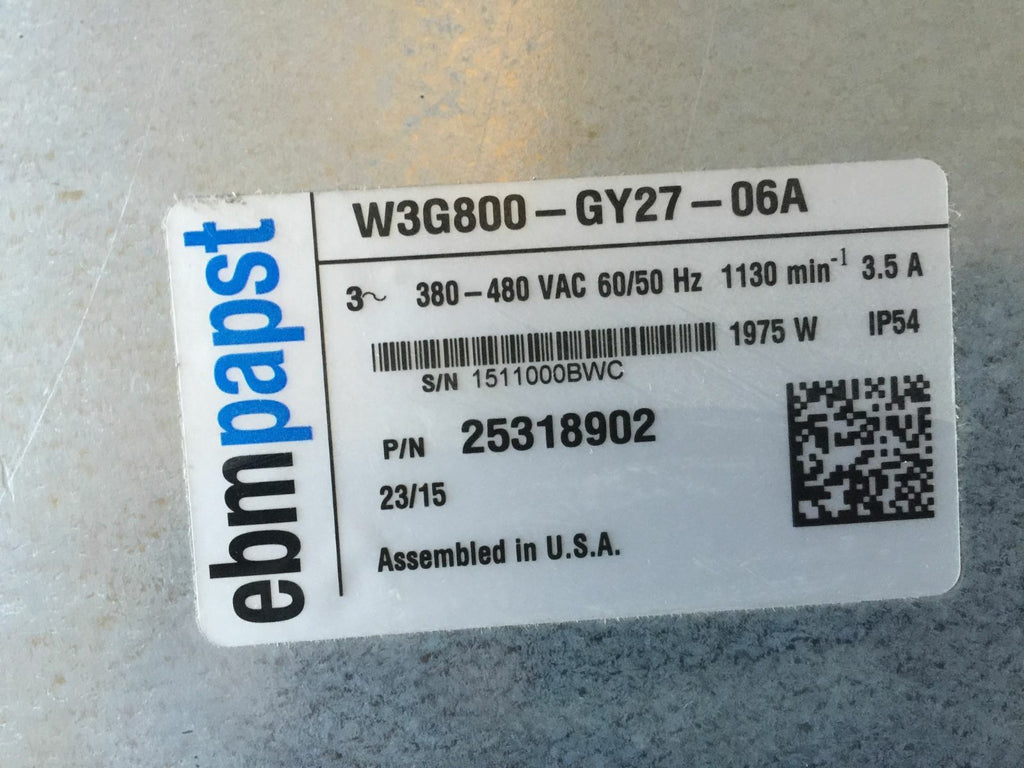 ebmpapst
W3G800-GY27-06A
3~ 380-480 VAC 60/50 Hz 1130 min-1 3.5 A
1975 W IP54
S/N 1511000BWC
P/N 25318902
23/15
Assembled in U.S.A.